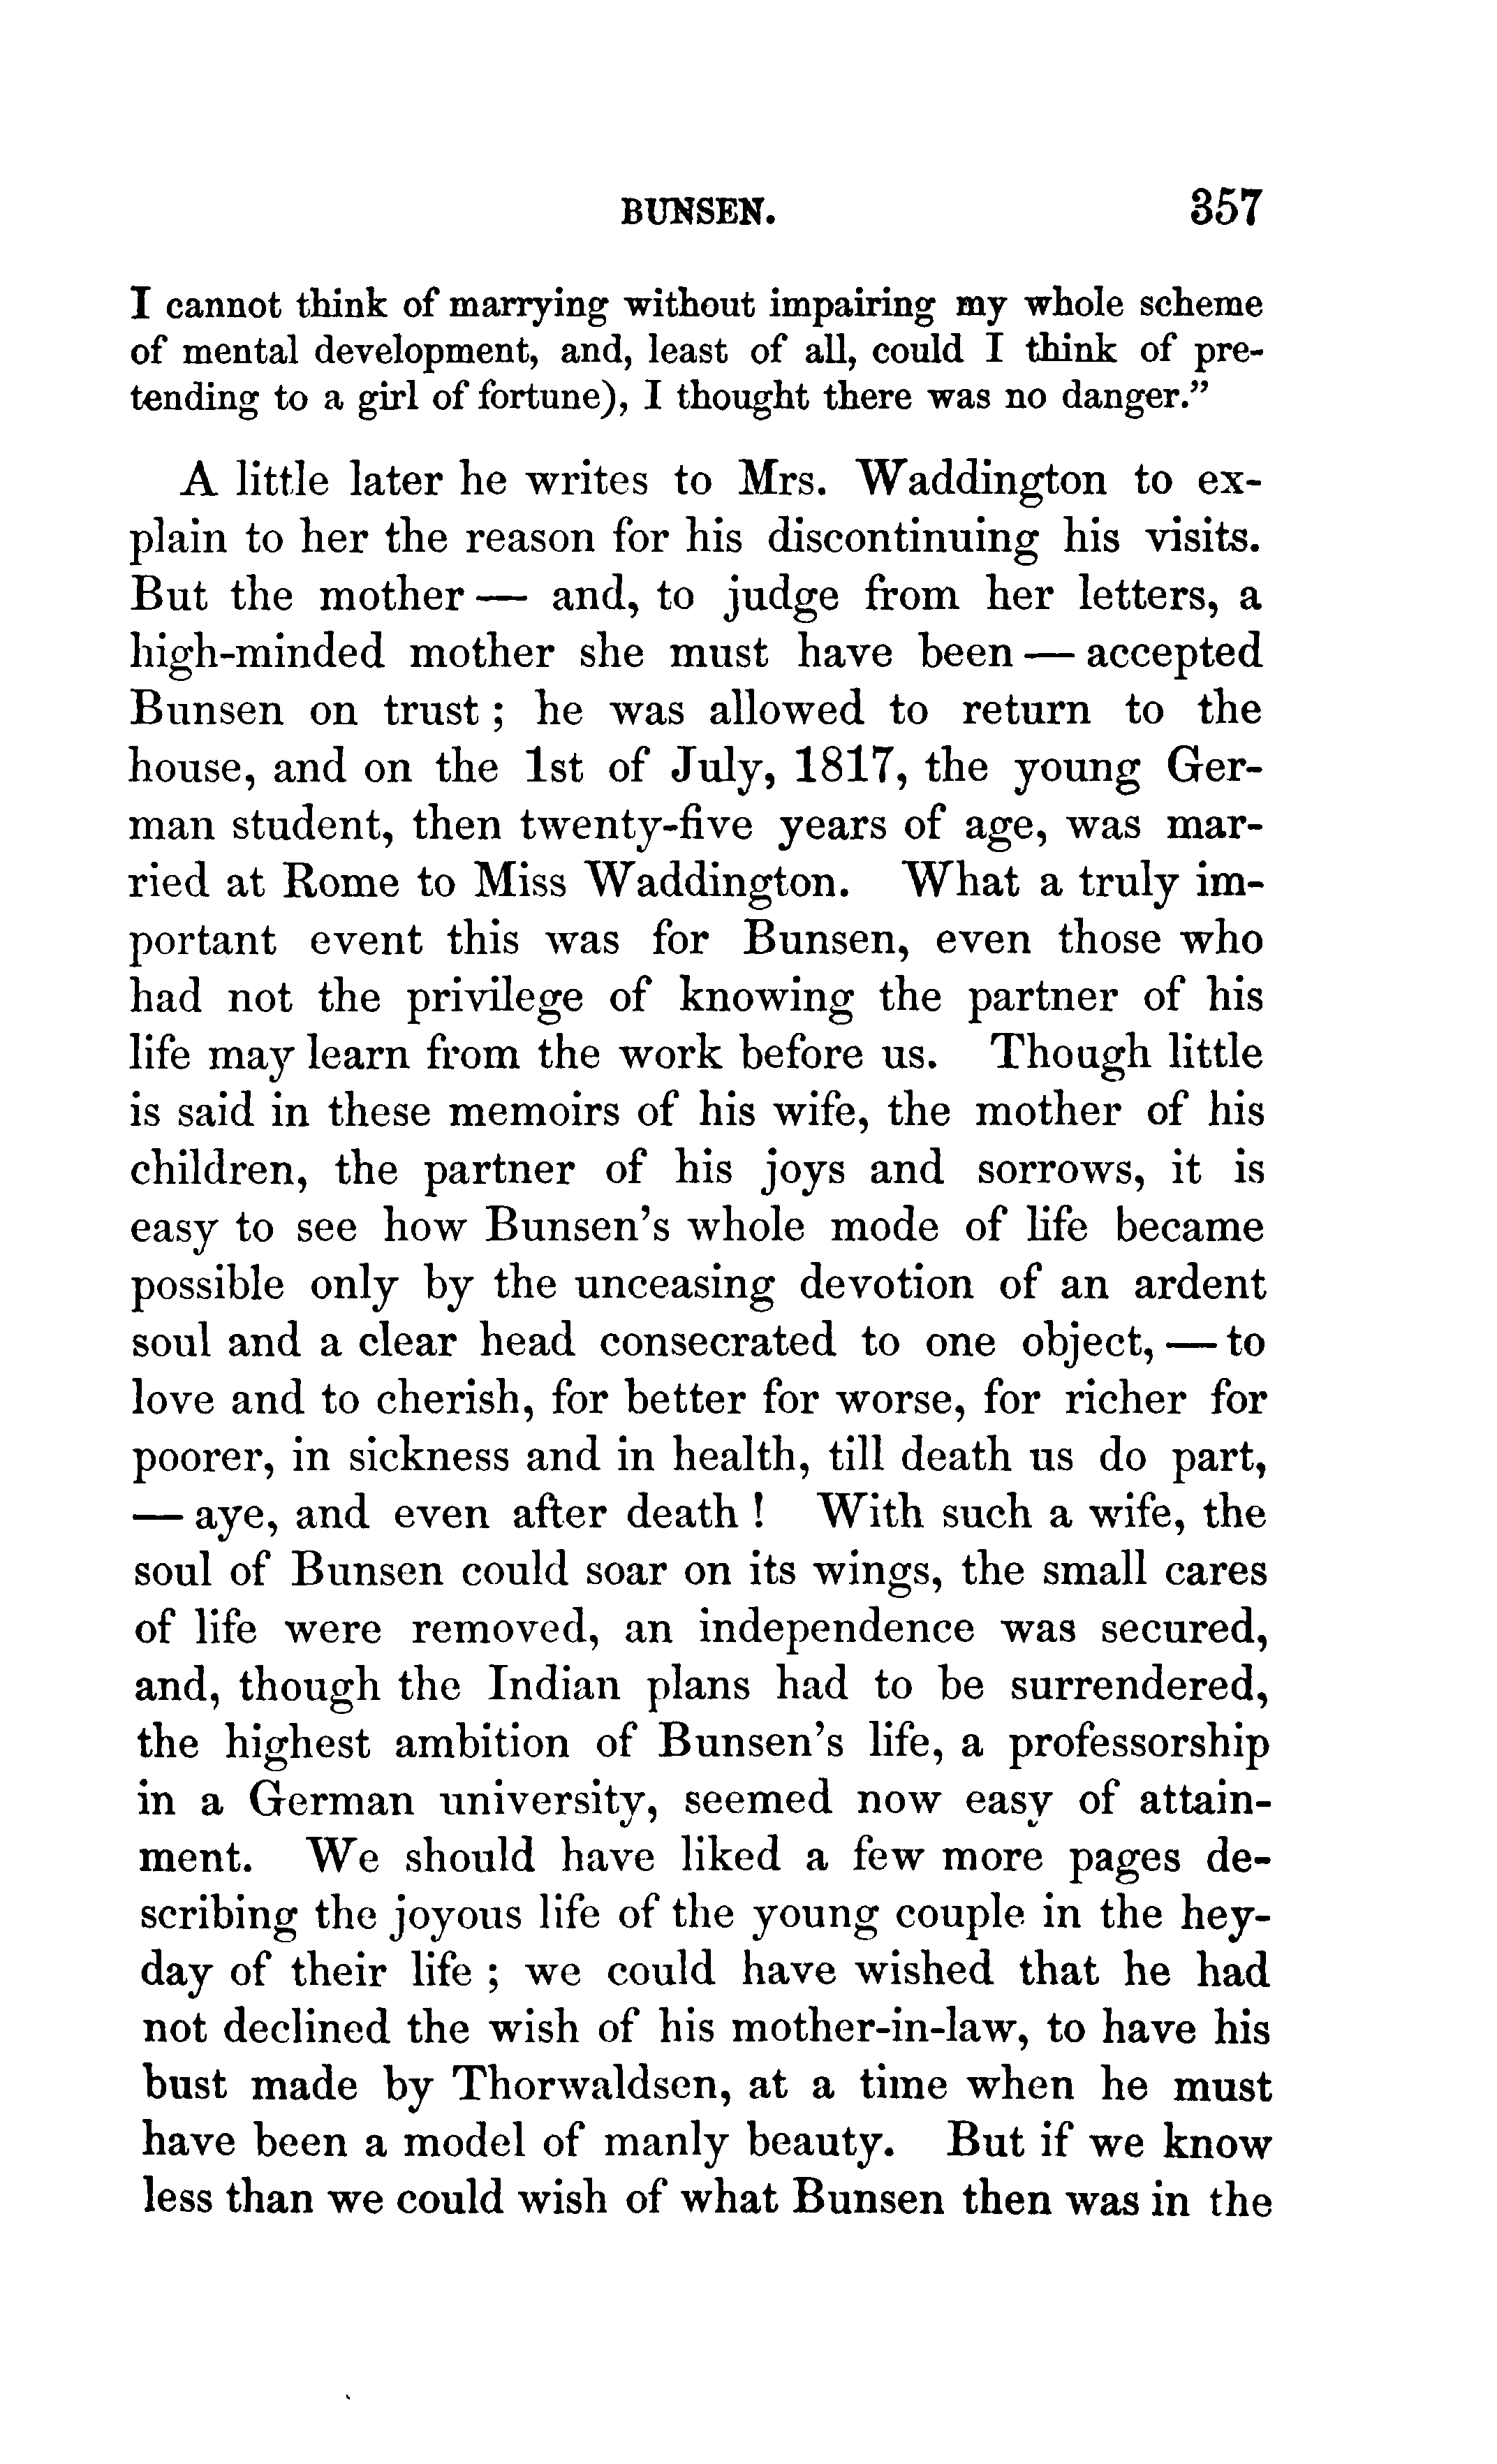 BUNSEN. 357
I cannot think of marrying without impairing my whole scheme
of mental development, and, least of all, could I think of pre-
tending to a girl of fortune), I thought there was no danger.”
A little later he writes to Mrs. Waddington to ex-
plain to her the reason for his discontinuing his visits.
But the mother — and, to judge from her letters, a
high-minded mother she must have been — accepted
Bunsen on trust ; he was allowed to return to the
house, and on the 1st of July, 1817, the young Ger-
man student, then twenty-five years of age, was mar-
ried at Rome to Miss Waddington. What a truly im-
portant event this was for Bunsen, even those who
had not the privilege of knowing the partner of his
life may learn from the work before us. Though little
is said in these memoirs of his wife, the mother of his
children, the partner of his joys and sorrows, it is
easy to see how Bunsen’s whole mode of life became
possible only by the unceasing devotion of an ardent
soul and a clear head consecrated to one object, — to
love and to cherish, for better for worse, for richer for
poorer, in sickness and in health, till death us do part,
— aye, and even after death ! With such a wife, the
soul of Bunsen could soar on its wings, the small cares
of life were removed, an independence was secured,
and, though the Indian plans had to be surrendered,
the highest ambition of Bunsen’s life, a professorship
in a German university, seemed now easy of attain-
ment. We should have liked a few more pages de-
scribing the joyous life of the young couple in the hey-
day of their life ; we could have wished that he had
not declined the wish of his mother-in-law, to have his
bust made by Thorwaldsen, at a time when he must
have been a model of manly beauty. But if we know
less than we could wish of what Bunsen then was in the